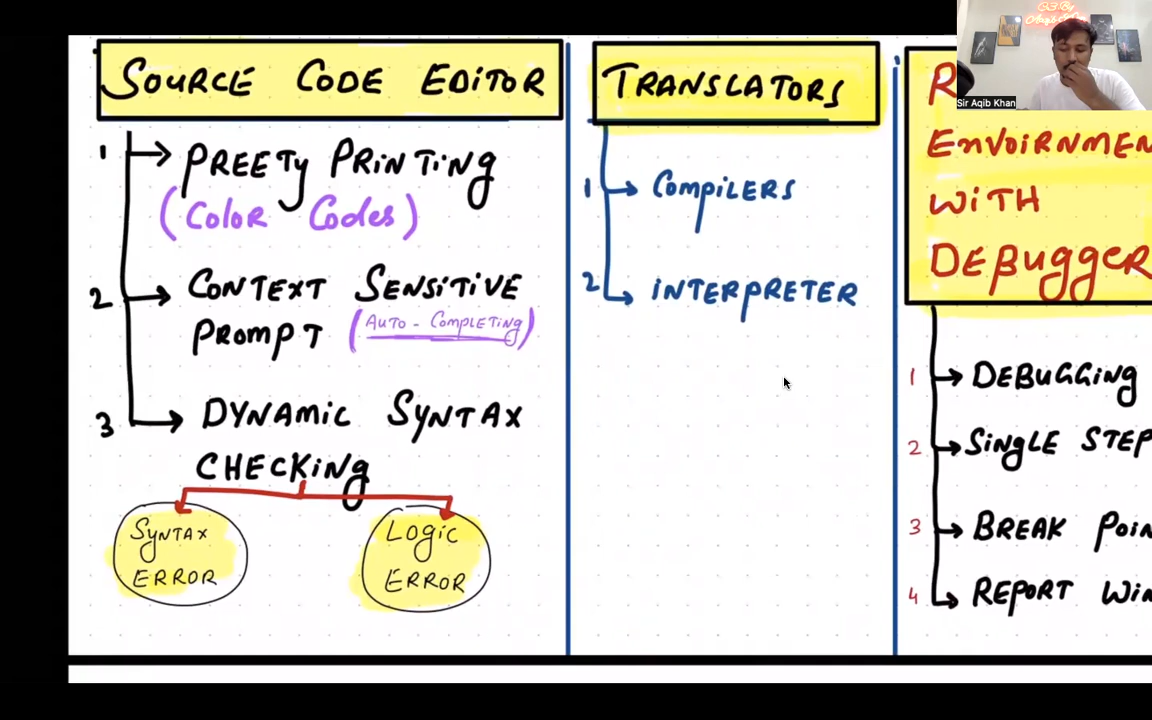 SOURCE CODE EDITOR
1 PREETY PRINTING
(Color Codes)
2 CONTEXT SENSITIVE
PROMPT (AUTO - COMPLETING)
3 DYNAMIC SYNTAX
CHECKING
SYNTAX
ERROR
LOGIC
ERROR
TRANSLATORS
1 COMPILERS
2 INTERPRETER
R
ENVOIRNMEN
WITH
DEBUGGER
1 DEBUGGING
2 SINGLE STEP
3 BREAK POIN
4 REPORT WIN
Sir Aqib Khan